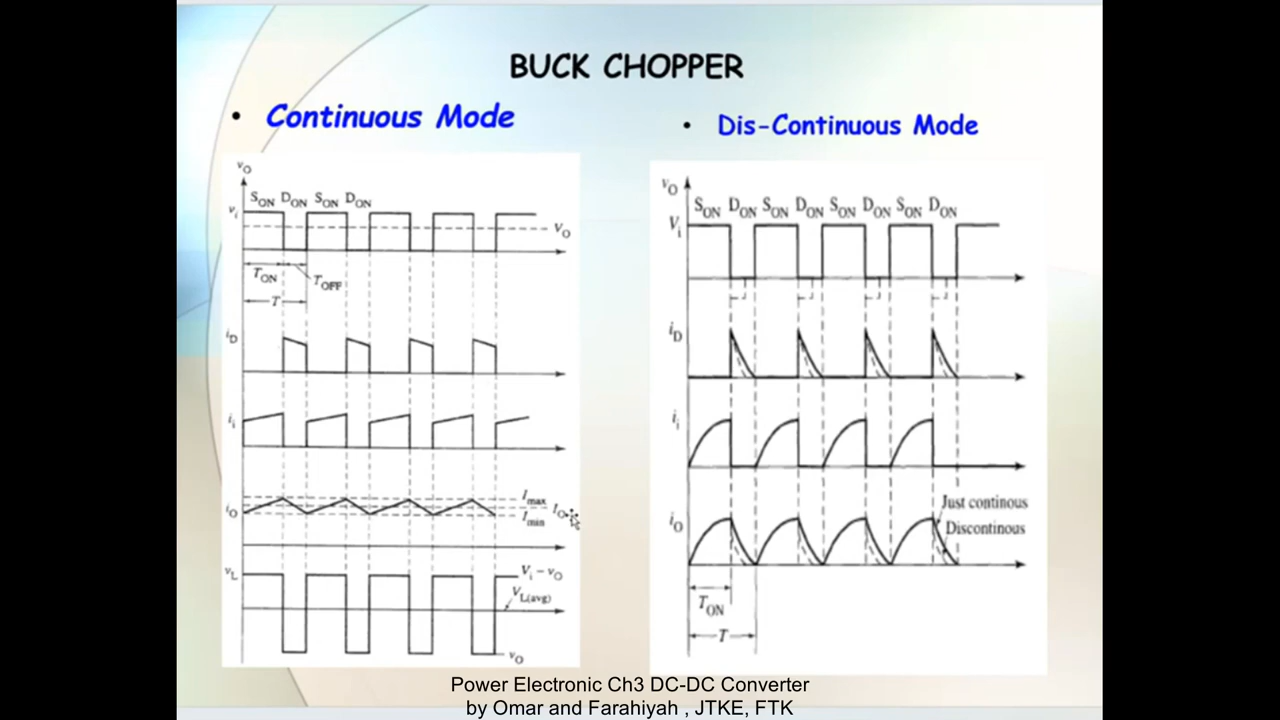 BUCK CHOPPER
• Continuous Mode
• Dis-Continuous Mode
vO
SON DON SON DON
vi
VO
TON
TOFF
T
iD
ii
iO
Imax
IO
Imin
vL
Vi – vO
VL(avg)
vO
vO
SON DON SON DON SON DON SON DON
Vi
iD
ii
Just continous
iO
Discontinous
TON
T
Power Electronic Ch3 DC-DC Converter
by Omar and Farahiyah , JTKE, FTK